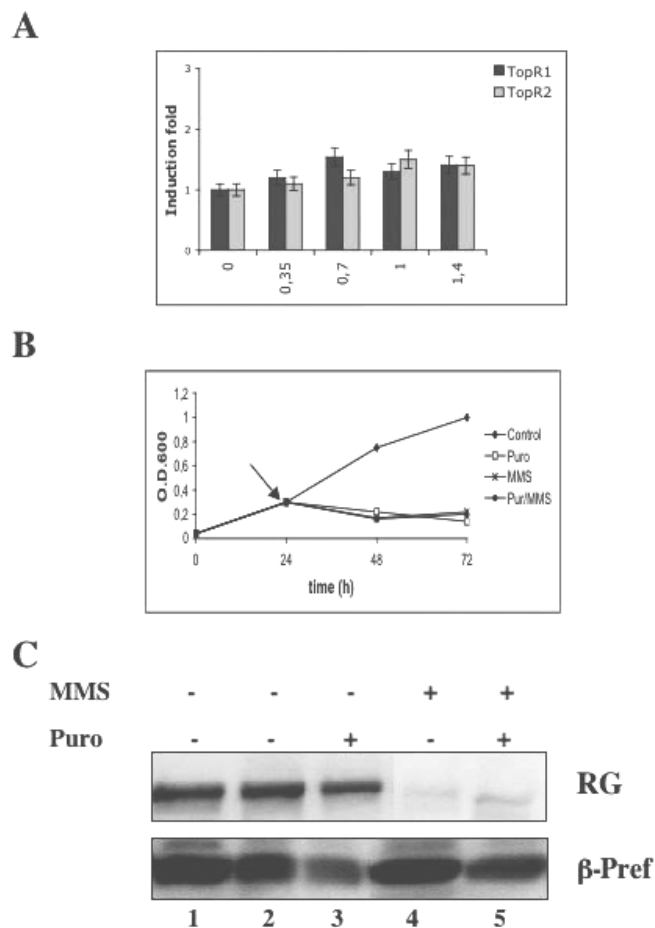 A
Induction fold
3
2
1
0
TopR1
TopR2
0 0,35 0,7 1 1,4
B
O.D.600
1,2
1
0,8
0,6
0,4
0,2
0
0 24 48 72
time (h)
Control
Puro
MMS
Pur/MMS
C
MMS - - - + +
Puro - - + - +
RG
β-Pref
1 2 3 4 5